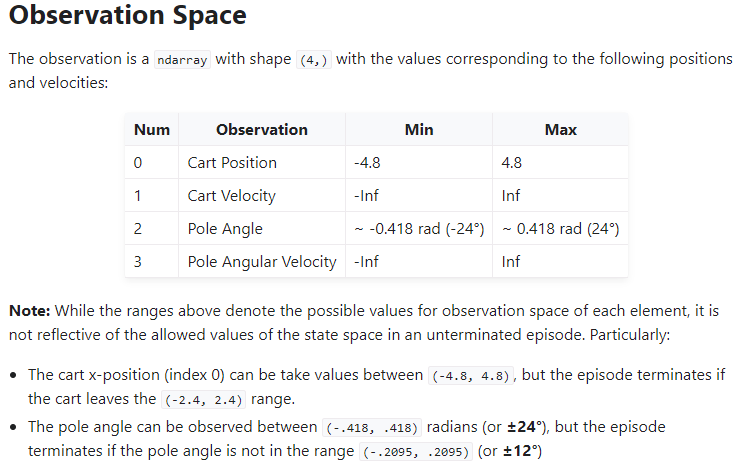 Observation Space
The observation is a ndarray with shape (4,) with the values corresponding to the following positions
and velocities:
Num Observation Min Max
0 Cart Position -4.8 4.8
1 Cart Velocity -Inf Inf
2 Pole Angle ~ -0.418 rad (-24°) ~ 0.418 rad (24°)
3 Pole Angular Velocity -Inf Inf
Note: While the ranges above denote the possible values for observation space of each element, it is
not reflective of the allowed values of the state space in an unterminated episode. Particularly:
• The cart x-position (index 0) can be take values between (-4.8, 4.8), but the episode terminates if
the cart leaves the (-2.4, 2.4) range.
• The pole angle can be observed between (-.418, .418) radians (or ±24°), but the episode
terminates if the pole angle is not in the range (-.2095, .2095) (or ±12°)